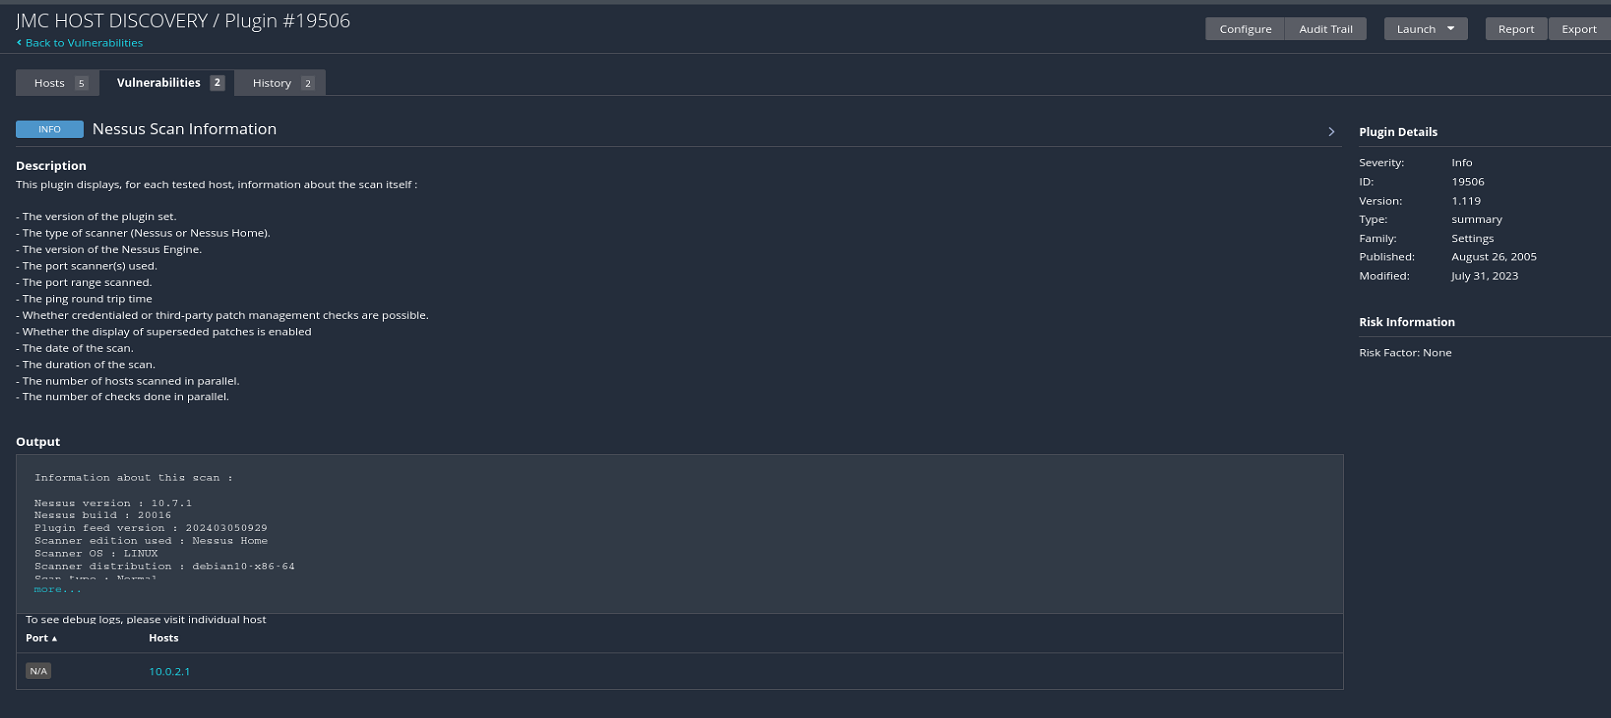 JMC HOST DISCOVERY / Plugin #19506
‹ Back to Vulnerabilities
Configure Audit Trail Launch Report Export
Hosts 5 Vulnerabilities 2 History 2
INFO Nessus Scan Information
Description
This plugin displays, for each tested host, information about the scan itself :
- The version of the plugin set.
- The type of scanner (Nessus or Nessus Home).
- The version of the Nessus Engine.
- The port scanner(s) used.
- The port range scanned.
- The ping round trip time
- Whether credentialed or third-party patch management checks are possible.
- Whether the display of superseded patches is enabled
- The date of the scan.
- The duration of the scan.
- The number of hosts scanned in parallel.
- The number of checks done in parallel.
Output
Information about this scan :
Nessus version : 10.7.1
Nessus build : 20016
Plugin feed version : 202403050929
Scanner edition used : Nessus Home
Scanner OS : LINUX
Scanner distribution : debian10-x86-64
Scan type : Normal
more...
To see debug logs, please visit individual host
Port Hosts
N/A 10.0.2.1
Plugin Details
Severity: Info
ID: 19506
Version: 1.119
Type: summary
Family: Settings
Published: August 26, 2005
Modified: July 31, 2023
Risk Information
Risk Factor: None